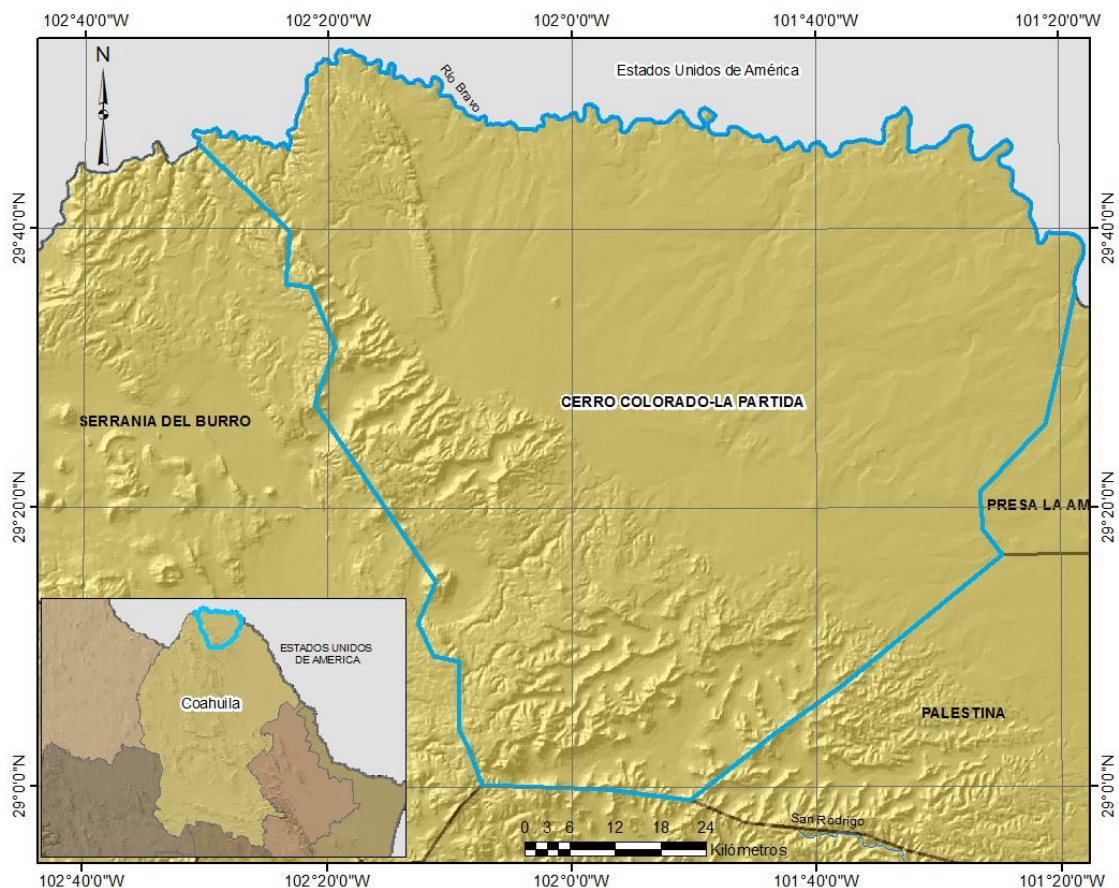 102°40'0"W 102°20'0"W 102°0'0"W 101°40'0"W 101°20'0"W
N
Estados Unidos de América
Río Bravo
29°40'0"N 29°40'0"N
CERRO COLORADO-LA PARTIDA
SERRANIA DEL BURRO
29°20'0"N 29°20'0"N
PRESA LA AM
ESTADOS UNIDOS
DE AMERICA
Coahuila
PALESTINA
29°0'0"N 29°0'0"N
San Rodrigo
0 3 6 12 18 24
Kilómetros
102°40'0"W 102°20'0"W 102°0'0"W 101°40'0"W 101°20'0"W